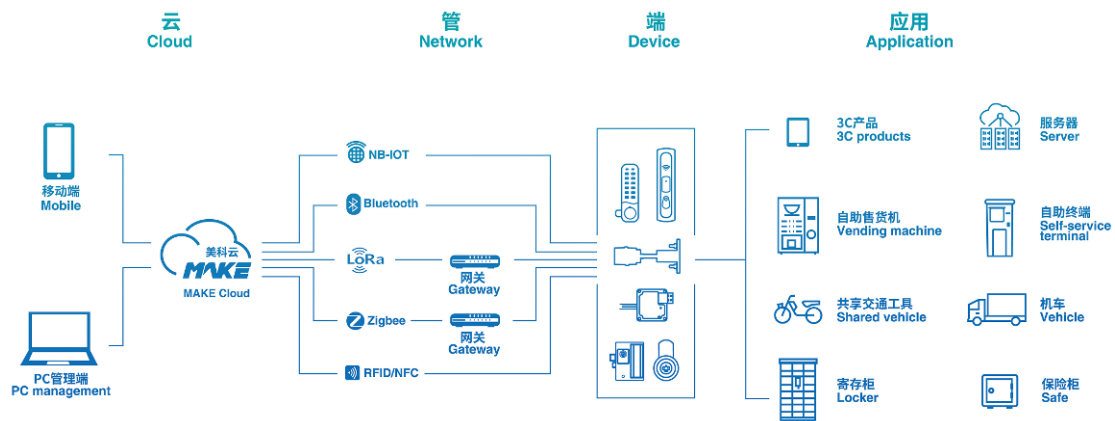 云
Cloud
管
Network
端
Device
应用
Application
移动端
Mobile
PC管理端
PC management
美科云
MAKE
MAKE Cloud
NB-IOT
Bluetooth
LoRa
网关
Gateway
Zigbee
网关
Gateway
RFID/NFC
3C产品
3C products
服务器
Server
自助售货机
Vending machine
自助终端
Self-service
terminal
共享交通工具
Shared vehicle
机车
Vehicle
寄存柜
Locker
保险柜
Safe